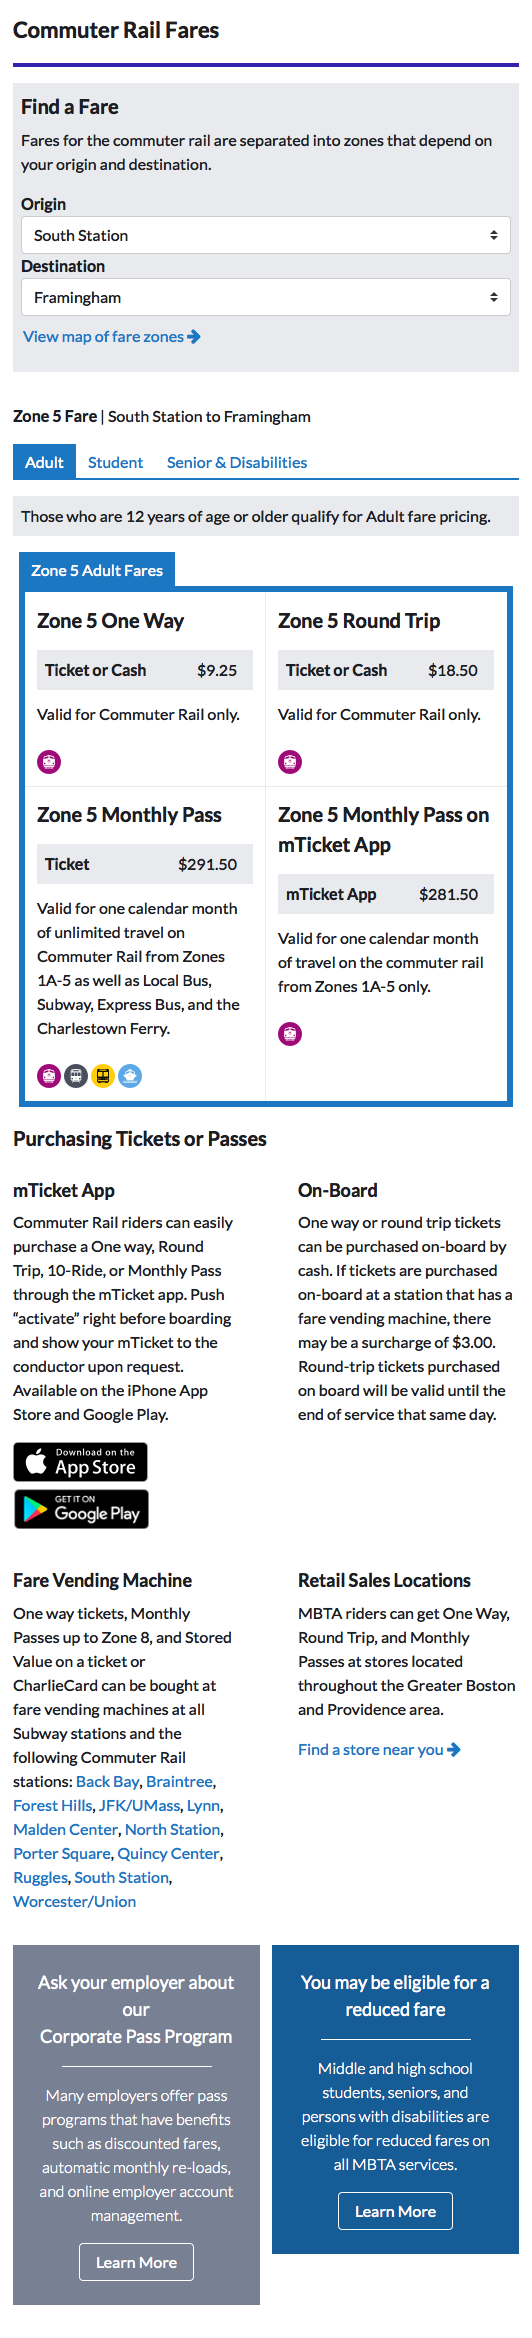 Commuter Rail Fares
Find a Fare
Fares for the commuter rail are separated into zones that depend on
your origin and destination.
Origin
South Station
Destination
Framingham
View map of fare zones
Zone 5 Fare | South Station to Framingham
Adult Student Senior & Disabilities
Those who are 12 years of age or older qualify for Adult fare pricing.
Zone 5 Adult Fares
Zone 5 One Way
Ticket or Cash $9.25
Valid for Commuter Rail only.
Zone 5 Round Trip
Ticket or Cash $18.50
Valid for Commuter Rail only.
Zone 5 Monthly Pass
Ticket $291.50
Valid for one calendar month
of unlimited travel on
Commuter Rail from Zones
1A-5 as well as Local Bus,
Subway, Express Bus, and the
Charlestown Ferry.
Zone 5 Monthly Pass on
mTicket App
mTicket App $281.50
Valid for one calendar month
of travel on the commuter rail
from Zones 1A-5 only.
Purchasing Tickets or Passes
mTicket App
Commuter Rail riders can easily
purchase a One way, Round
Trip, 10-Ride, or Monthly Pass
through the mTicket app. Push
“activate” right before boarding
and show your mTicket to the
conductor upon request.
Available on the iPhone App
Store and Google Play.
Download on the
App Store
GET IT ON
Google Play
On-Board
One way or round trip tickets
can be purchased on-board by
cash. If tickets are purchased
on-board at a station that has a
fare vending machine, there
may be a surcharge of $3.00.
Round-trip tickets purchased
on board will be valid until the
end of service that same day.
Fare Vending Machine
One way tickets, Monthly
Passes up to Zone 8, and Stored
Value on a ticket or
CharlieCard can be bought at
fare vending machines at all
Subway stations and the
following Commuter Rail
stations: Back Bay, Braintree,
Forest Hills, JFK/UMass, Lynn,
Malden Center, North Station,
Porter Square, Quincy Center,
Ruggles, South Station,
Worcester/Union
Retail Sales Locations
MBTA riders can get One Way,
Round Trip, and Monthly
Passes at stores located
throughout the Greater Boston
and Providence area.
Find a store near you
Ask your employer about
our
Corporate Pass Program
Many employers offer pass
programs that have benefits
such as discounted fares,
automatic monthly re-loads,
and online employer account
management.
Learn More
You may be eligible for a
reduced fare
Middle and high school
students, seniors, and
persons with disabilities are
eligible for reduced fares on
all MBTA services.
Learn More